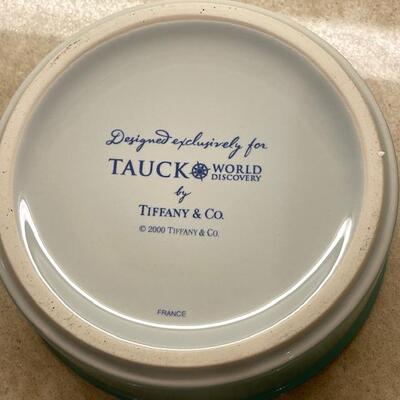 Designed exclusively for
TAUCK WORLD DISCOVERY
by
TIFFANY & CO.
© 2000 TIFFANY & CO.
FRANCE